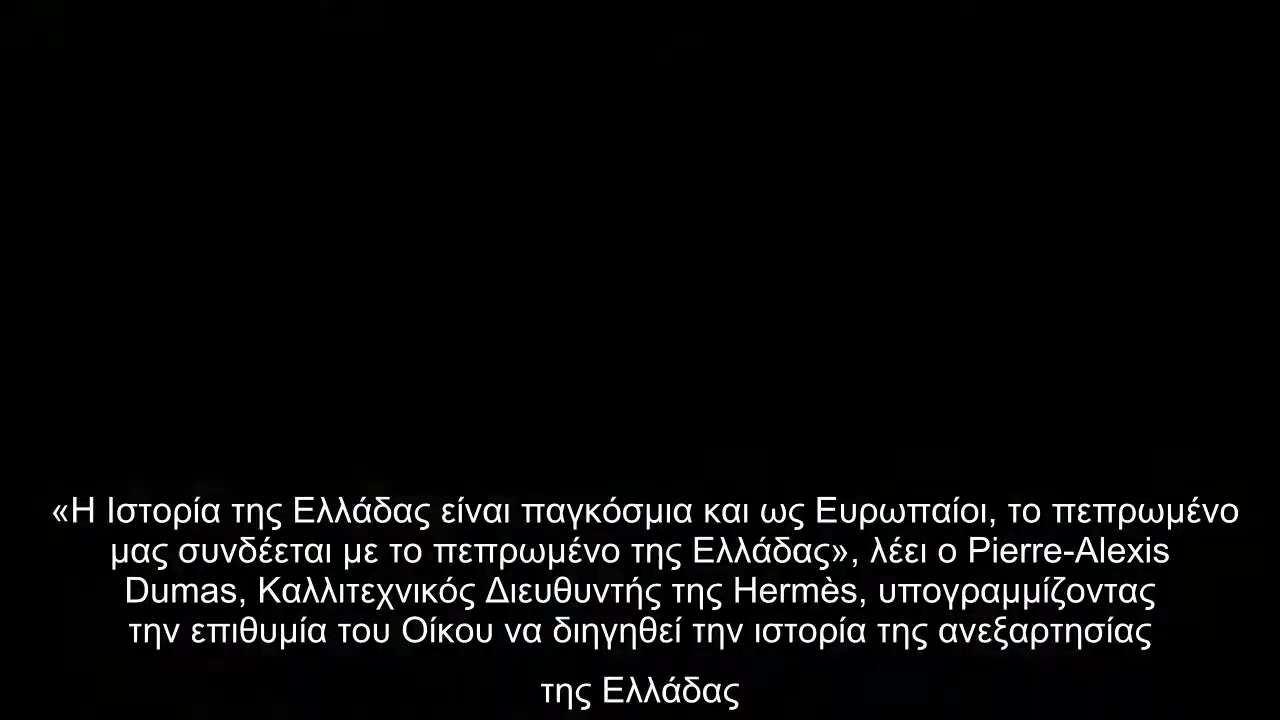 «Η Ιστορία της Ελλάδας είναι παγκόσμια και ως Ευρωπαίοι, το πεπρωμένο
μας συνδέεται με το πεπρωμένο της Ελλάδας», λέει ο Pierre-Alexis
Dumas, Καλλιτεχνικός Διευθυντής της Hermès, υπογραμμίζοντας
την επιθυμία του Οίκου να διηγηθεί την ιστορία της ανεξαρτησίας
της Ελλάδας